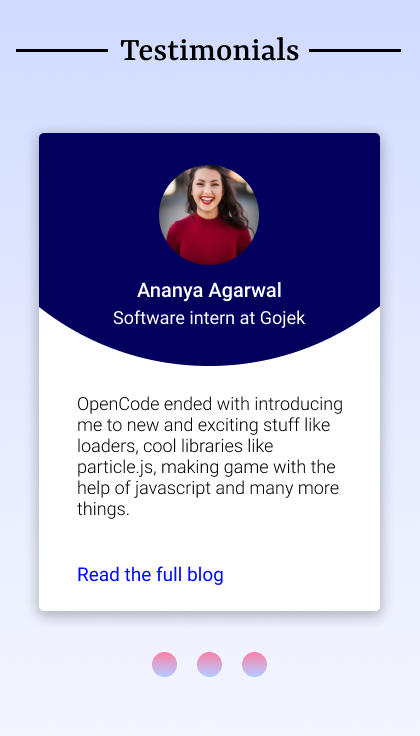 Testimonials
Ananya Agarwal
Software intern at Gojek
OpenCode ended with introducing
me to new and exciting stuff like
loaders, cool libraries like
particle.js, making game with the
help of javascript and many more
things.
Read the full blog